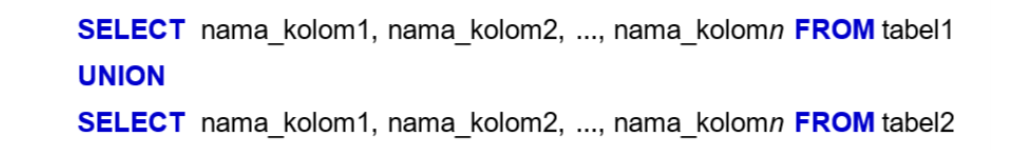 SELECT nama_kolom1, nama_kolom2, ..., nama_kolomn FROM tabel1
UNION
SELECT nama_kolom1, nama_kolom2, ..., nama_kolomn FROM tabel2